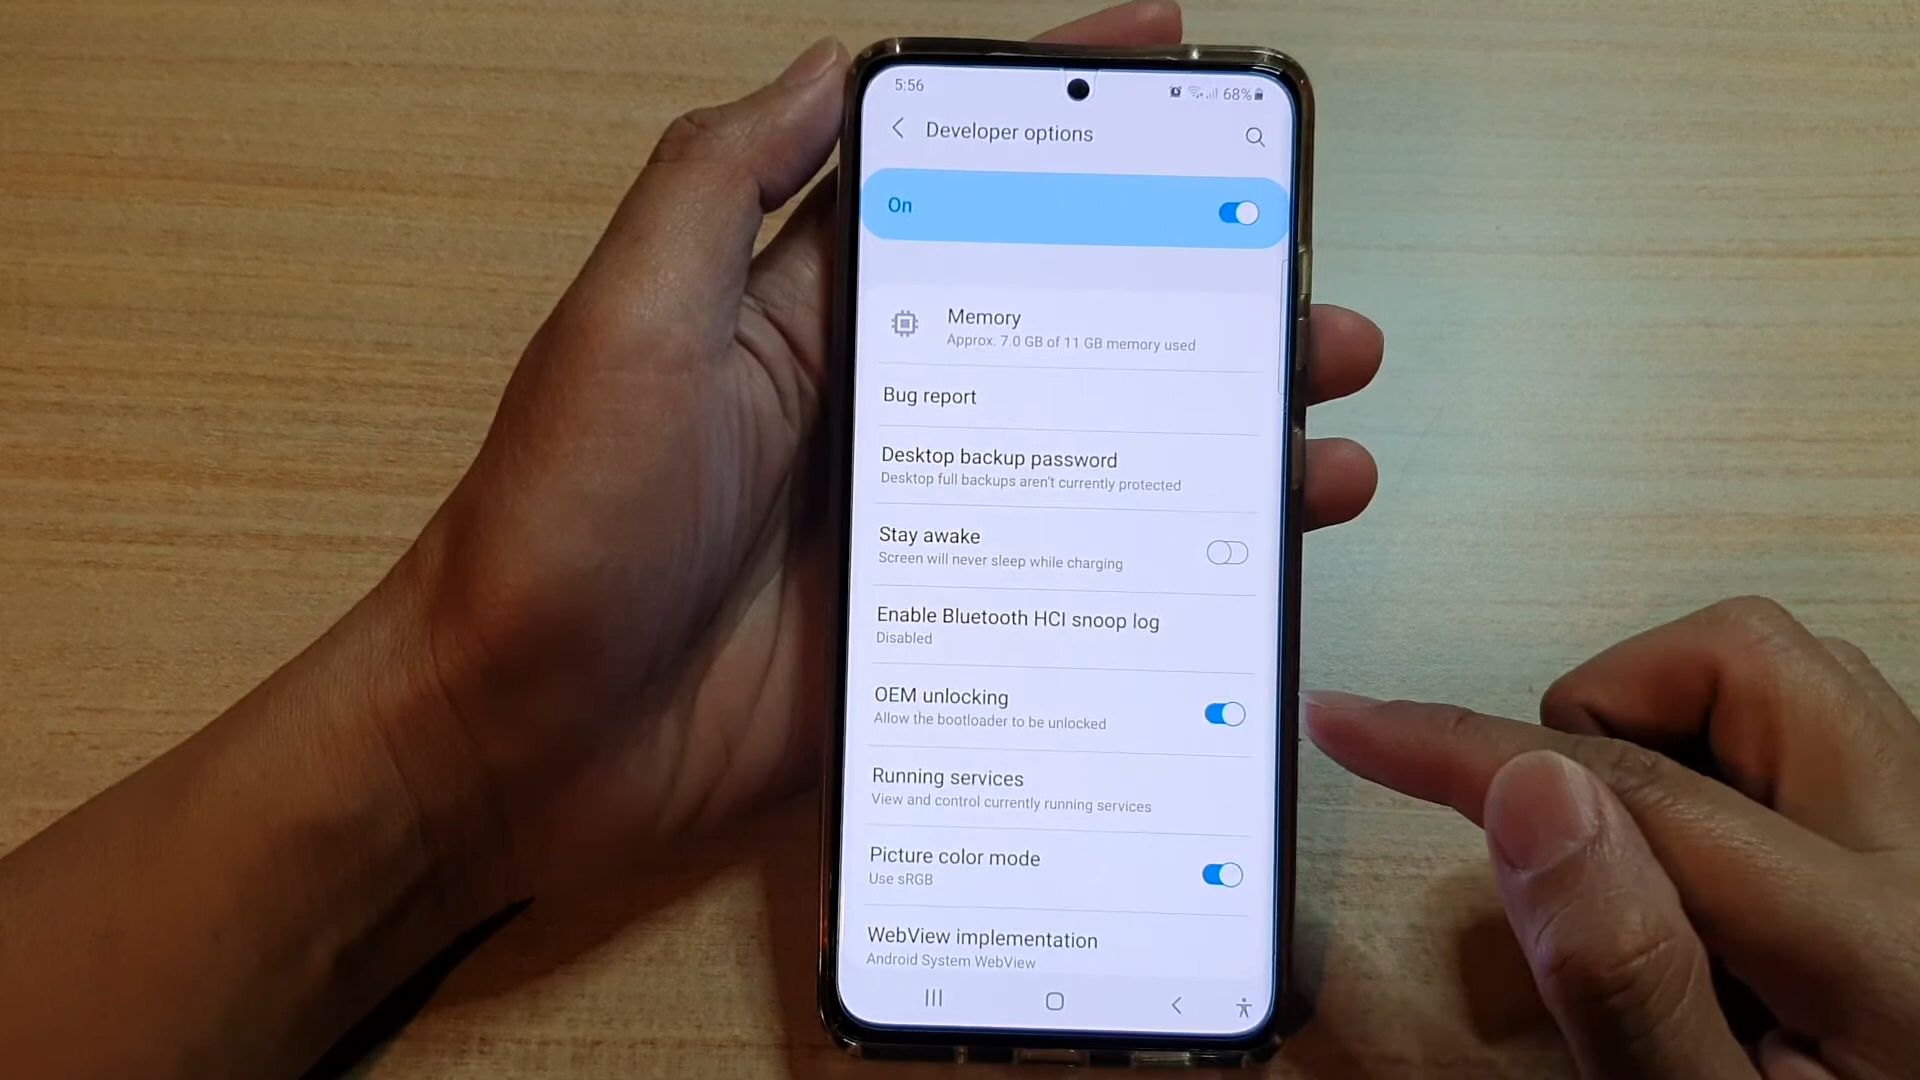 5:56
68%
Developer options
On
Memory
Approx. 7.0 GB of 11 GB memory used
Bug report
Desktop backup password
Desktop full backups aren't currently protected
Stay awake
Screen will never sleep while charging
Enable Bluetooth HCI snoop log
Disabled
OEM unlocking
Allow the bootloader to be unlocked
Running services
View and control currently running services
Picture color mode
Use sRGB
WebView implementation
Android System WebView